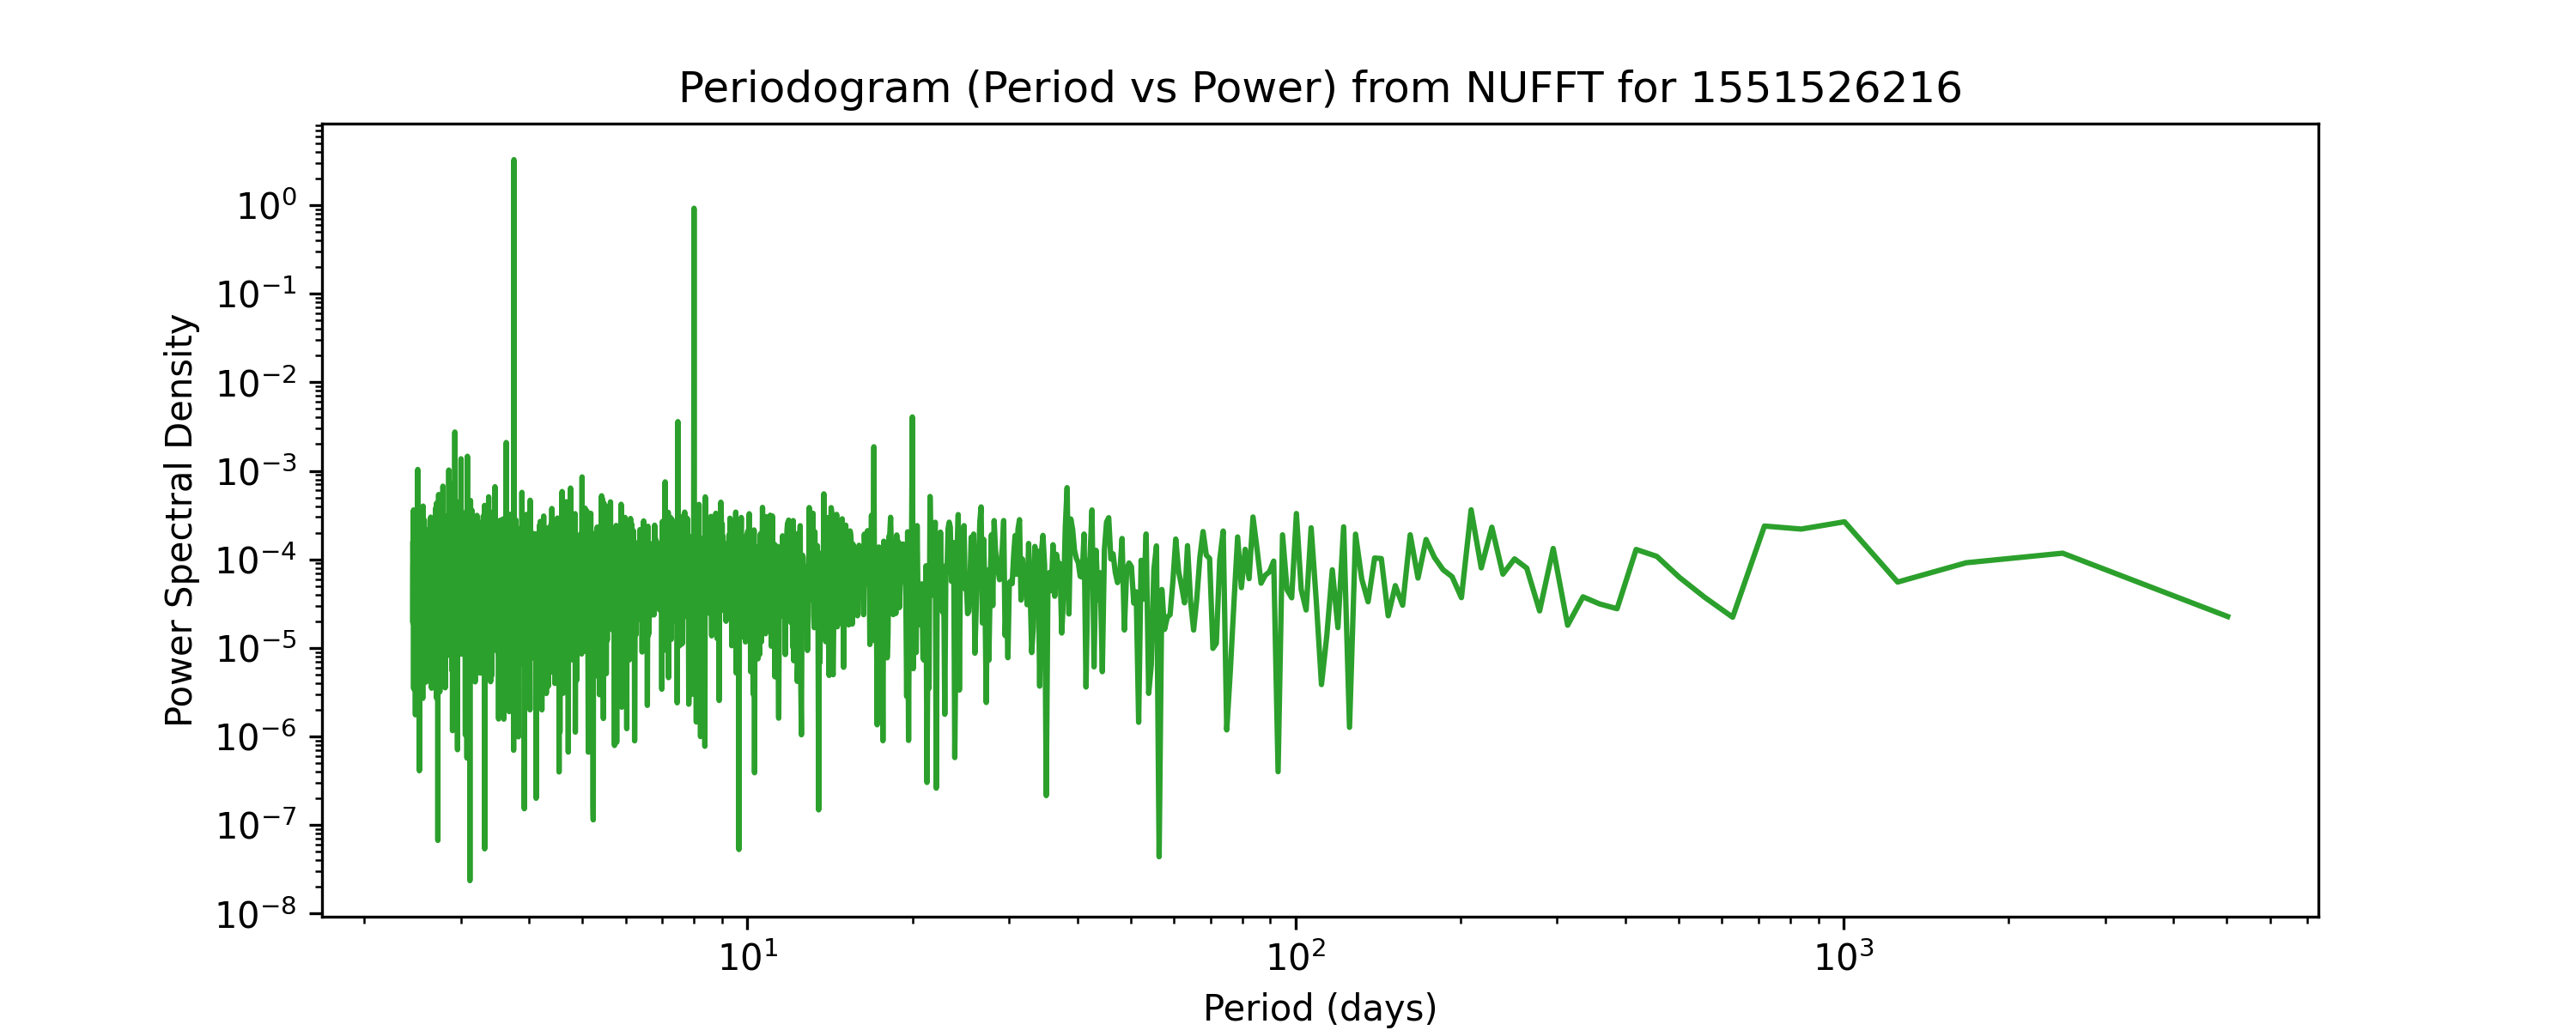 Periodogram (Period vs Power) from NUFFT for 1551526216
Power Spectral Density
10⁰
10⁻¹
10⁻²
10⁻³
10⁻⁴
10⁻⁵
10⁻⁶
10⁻⁷
10⁻⁸
10¹ 10² 10³
Period (days)